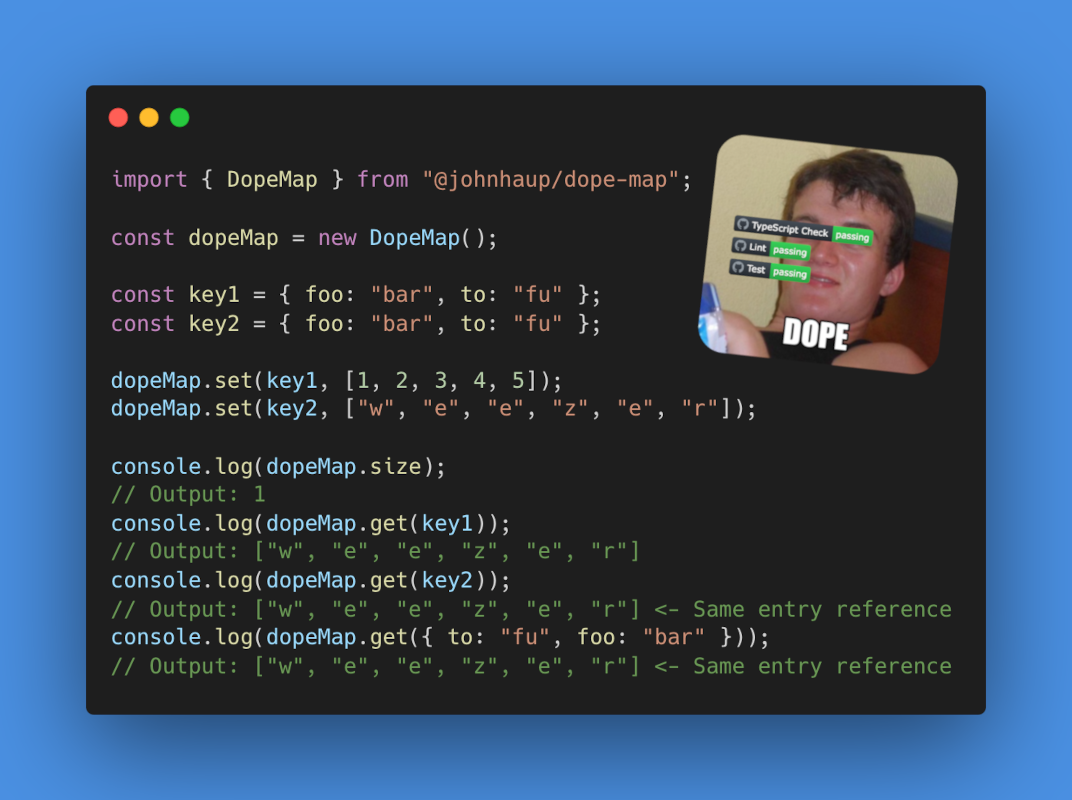 import { DopeMap } from "@johnhaup/dope-map";
const dopeMap = new DopeMap();
const key1 = { foo: "bar", to: "fu" };
const key2 = { foo: "bar", to: "fu" };
dopeMap.set(key1, [1, 2, 3, 4, 5]);
dopeMap.set(key2, ["w", "e", "e", "z", "e", "r"]);
console.log(dopeMap.size);
// Output: 1
console.log(dopeMap.get(key1));
// Output: ["w", "e", "e", "z", "e", "r"]
console.log(dopeMap.get(key2));
// Output: ["w", "e", "e", "z", "e", "r"] <- Same entry reference
console.log(dopeMap.get({ to: "fu", foo: "bar" }));
// Output: ["w", "e", "e", "z", "e", "r"] <- Same entry reference
TypeScript Check passing
Lint passing
Test passing
DOPE